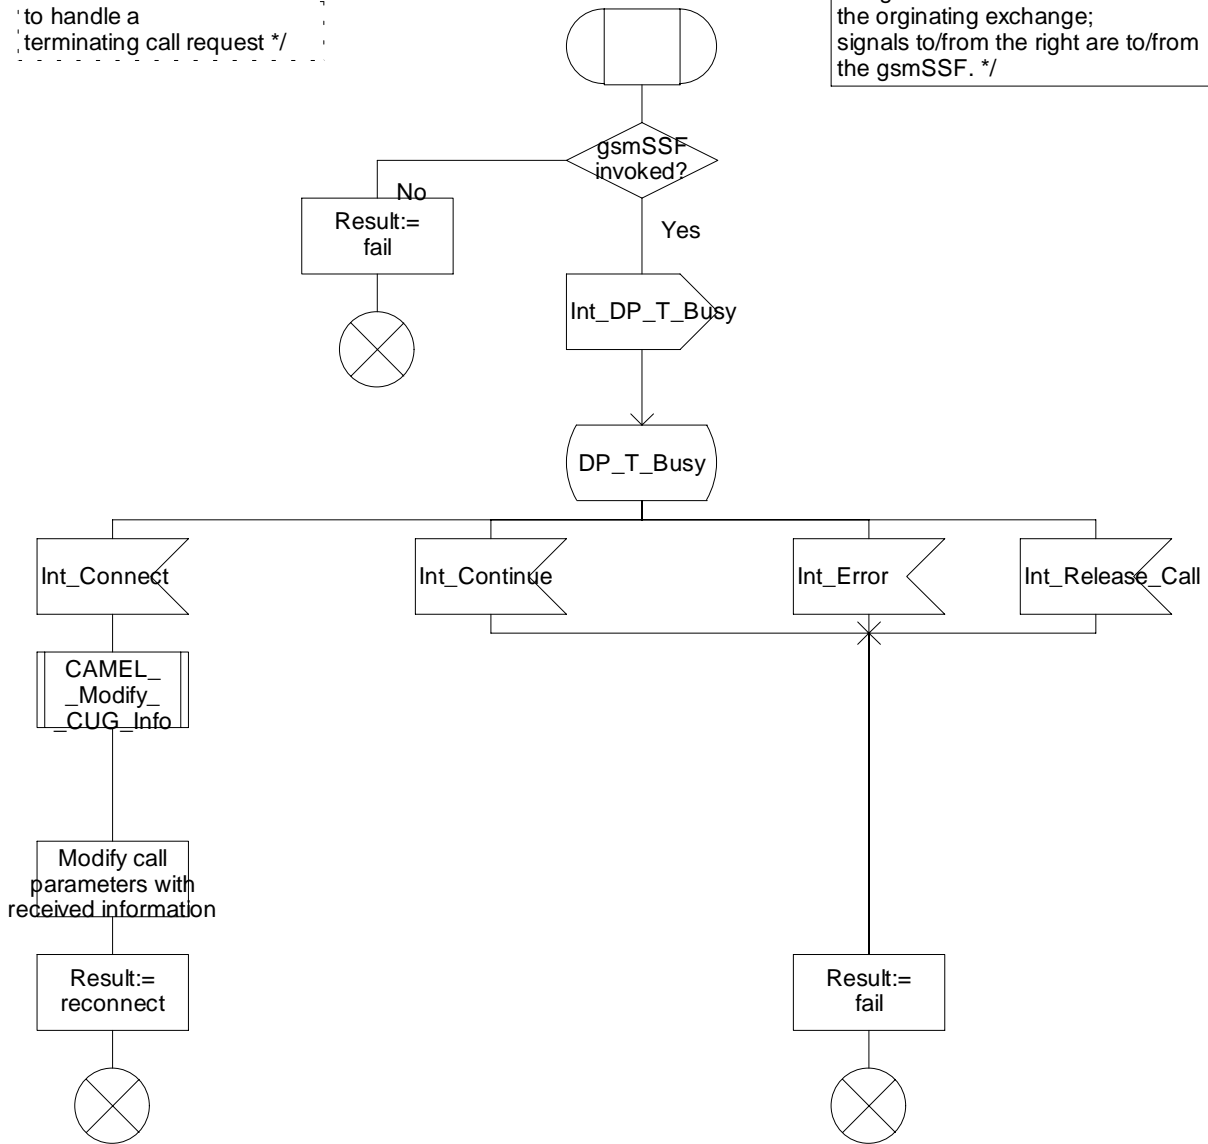 to handle a
terminating call request */
the orginating exchange;
signals to/from the right are to/from
the gsmSSF. */
gsmSSF
invoked?
No
Yes
Result:=
fail
Int_DP_T_Busy
DP_T_Busy
Int_Connect
Int_Continue
Int_Error
Int_Release_Call
CAMEL_
_Modify_
_CUG_Info
Modify call
parameters with
received information
Result:=
reconnect
Result:=
fail